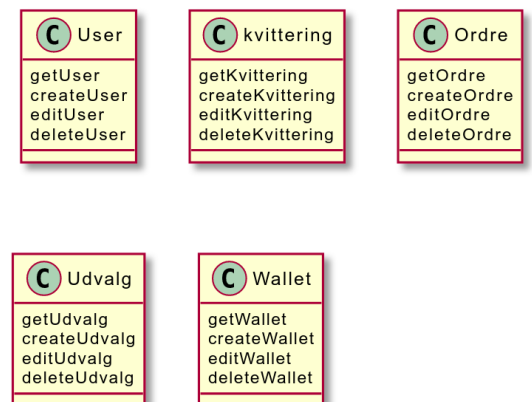 C User
getUser
createUser
editUser
deleteUser
C kvittering
getKvittering
createKvittering
editKvittering
deleteKvittering
C Ordre
getOrdre
createOrdre
editOrdre
deleteOrdre
C Udvalg
getUdvalg
createUdvalg
editUdvalg
deleteUdvalg
C Wallet
getWallet
createWallet
editWallet
deleteWallet